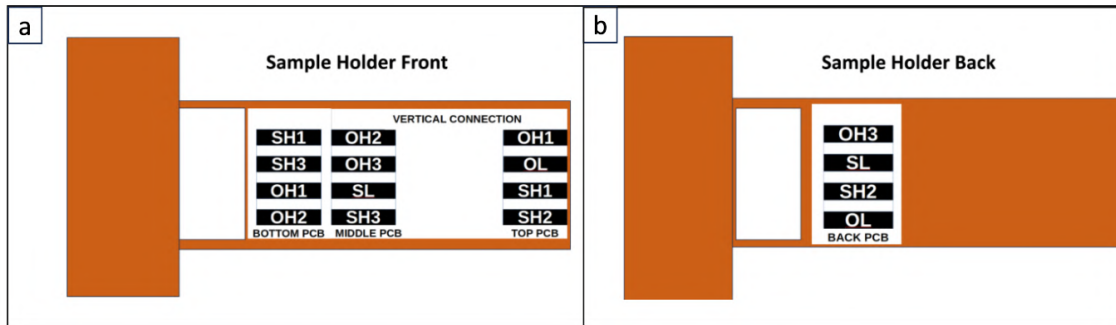 a
Sample Holder Front
VERTICAL CONNECTION
SH1 OH2 OH1
SH3 OH3 OL
OH1 SL SH1
OH2 SH3 SH2
BOTTOM PCB MIDDLE PCB TOP PCB
b
Sample Holder Back
OH3
SL
SH2
OL
BACK PCB